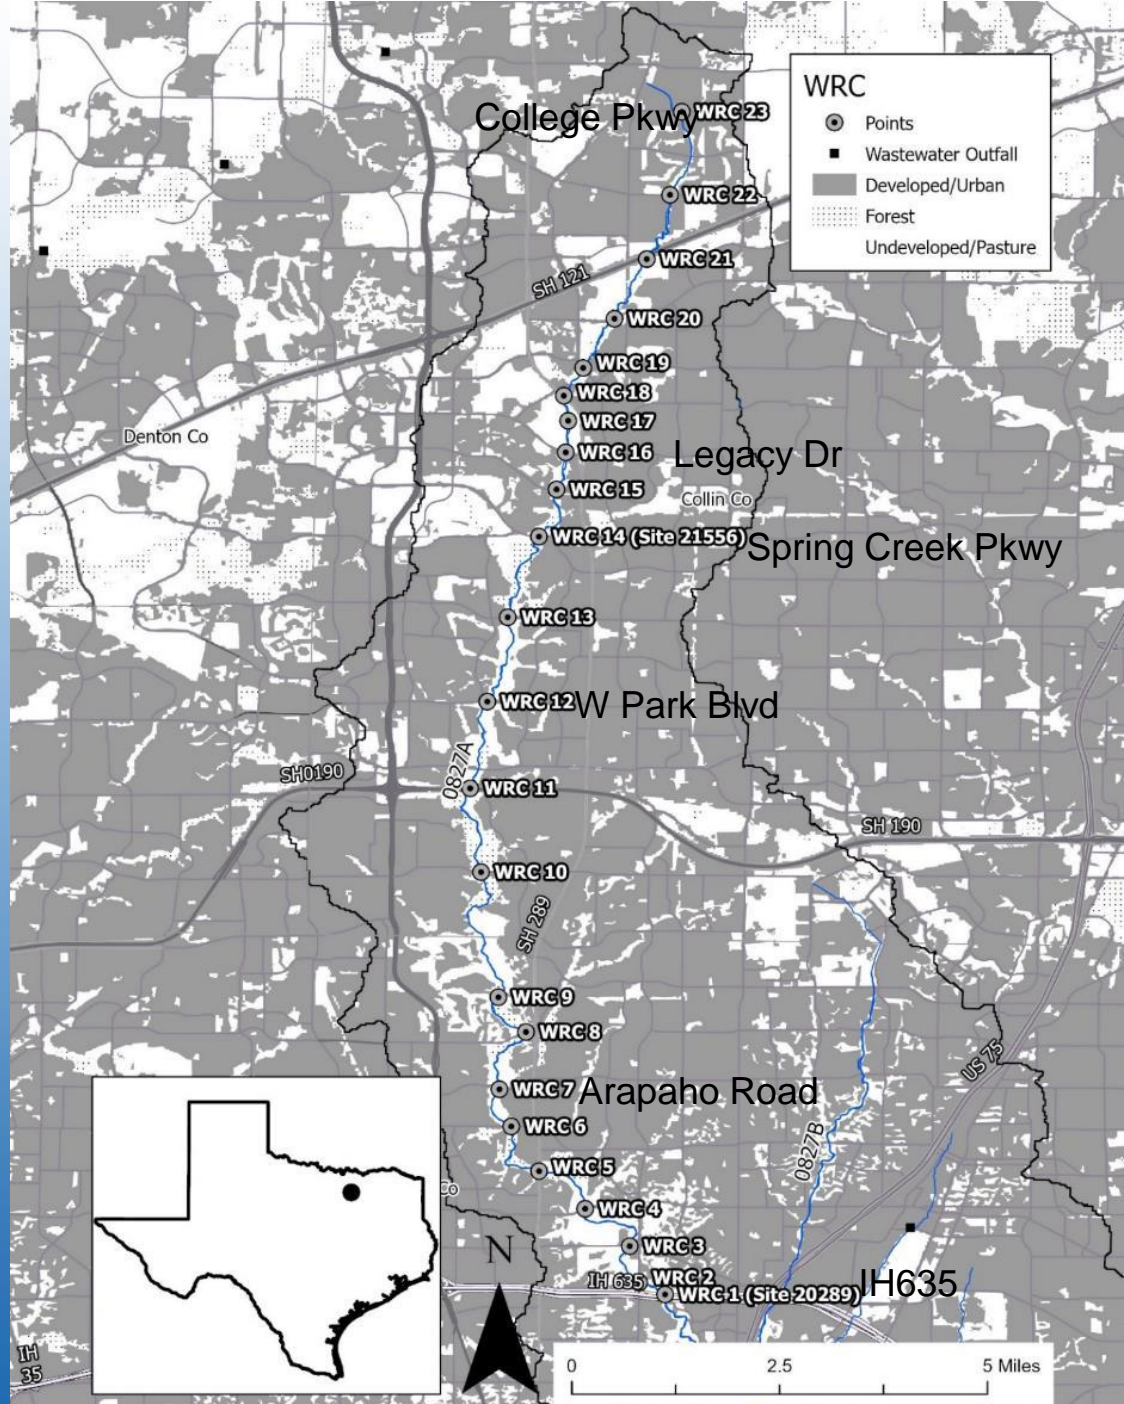 WRC
Points
Wastewater Outfall
Developed/Urban
Forest
Undeveloped/Pasture
College Pkwy
WRC 23
WRC 22
WRC 21
SH 121
WRC 20
WRC 19
WRC 18
WRC 17
Denton Co
WRC 16
Legacy Dr
WRC 15
Collin Co
WRC 14 (Site 21556)
Spring Creek Pkwy
WRC 13
WRC 12
W Park Blvd
0827A
SH0190
WRC 11
SH 190
WRC 10
SH 289
WRC 9
WRC 8
US 75
WRC 7
Arapaho Road
WRC 6
0827B
WRC 5
Co
WRC 4
WRC 3
N
IH 635
WRC 2
WRC 1 (Site 20289)
IH635
IH
35
0 2.5 5 Miles